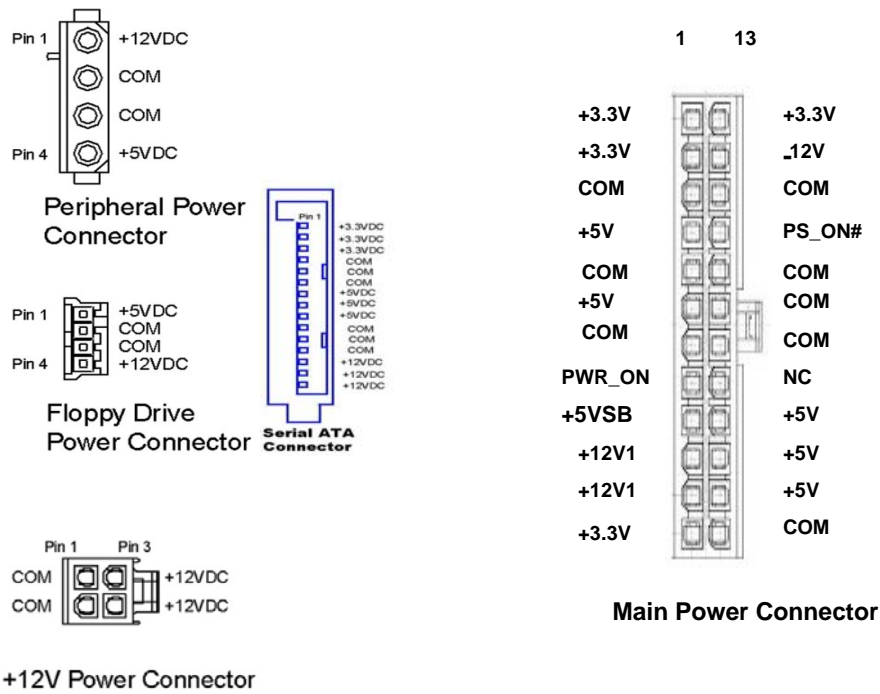 Pin 1
+12VDC
COM
COM
Pin 4
+5VDC
Peripheral Power
Connector
Pin 1
+5VDC
COM
COM
Pin 4
+12VDC
Floppy Drive
Power Connector
Pin 1
+3.3VDC
+3.3VDC
+3.3VDC
COM
COM
COM
+5VDC
+5VDC
+5VDC
COM
COM
COM
+12VDC
+12VDC
+12VDC
Serial ATA
Connector
Pin 1 Pin 3
COM +12VDC
COM +12VDC
+12V Power Connector
1 13
+3.3V +3.3V
+3.3V -12V
COM COM
+5V PS_ON#
COM COM
+5V COM
COM COM
PWR_ON NC
+5VSB +5V
+12V1 +5V
+12V1 +5V
+3.3V COM
Main Power Connector